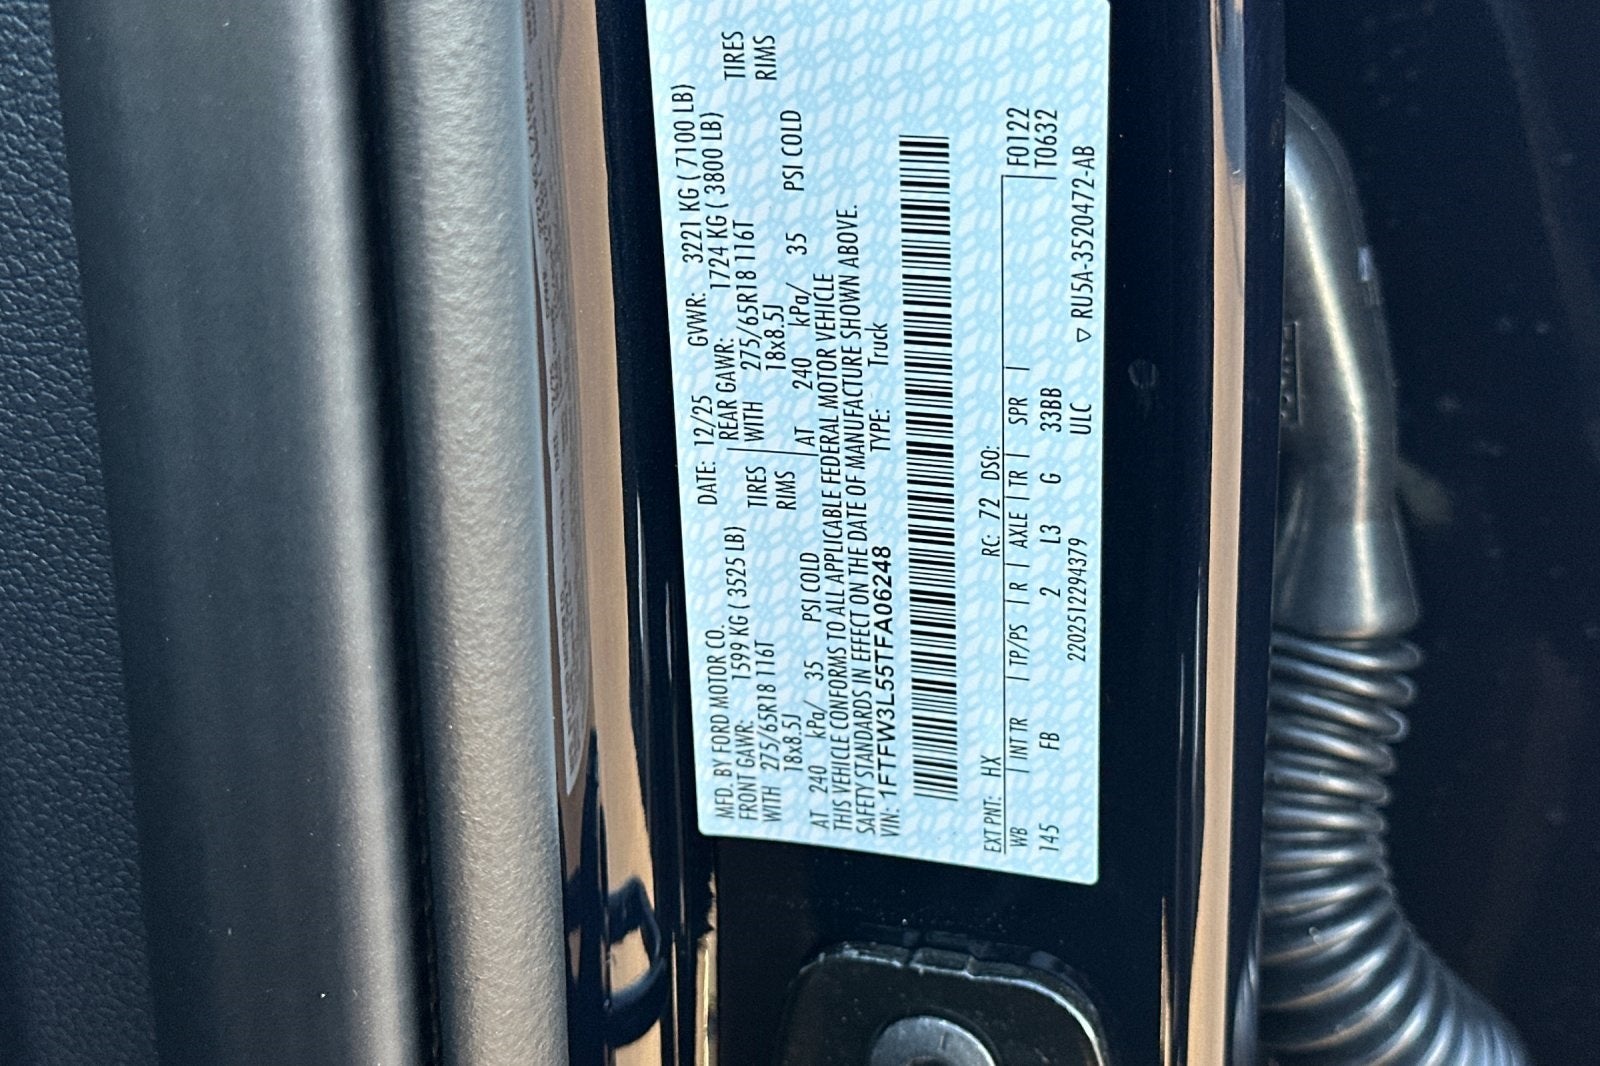 MFD. BY FORD MOTOR CO. DATE: 12/25 GVWR: 3221 KG ( 7100 LB)
FRONT GAWR: 1599 KG ( 3525 LB) REAR GAWR: 1724 KG ( 3800 LB)
WITH 275/65R18 116T TIRES WITH 275/65R18 116T TIRES
18x8.5J RIMS 18x8.5J RIMS
AT 240 kPa/ 35 PSI COLD AT 240 kPa/ 35 PSI COLD
THIS VEHICLE CONFORMS TO ALL APPLICABLE FEDERAL MOTOR VEHICLE
SAFETY STANDARDS IN EFFECT ON THE DATE OF MANUFACTURE SHOWN ABOVE.
VIN: 1FTFW3L55TFA06248 TYPE: Truck
EXT PNT: HX RC: 72 DSO:
WB | INT TR | TP/PS | R | AXLE | TR | SPR | F0122
145 FB 2 L3 G 33BB T0632
220251229437​9 ULC ▽ RU5A-3520472-AB